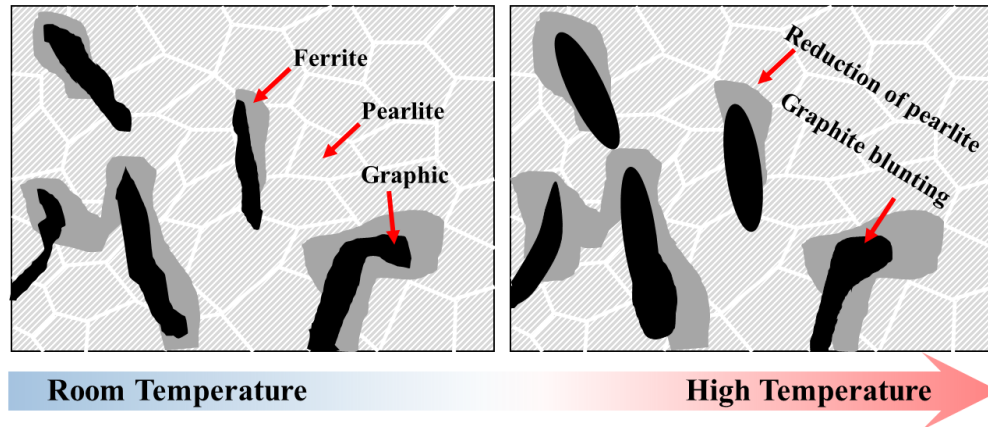 Ferrite
Pearlite
Graphic
Reduction of pearlite
Graphite blunting
Room Temperature
High Temperature